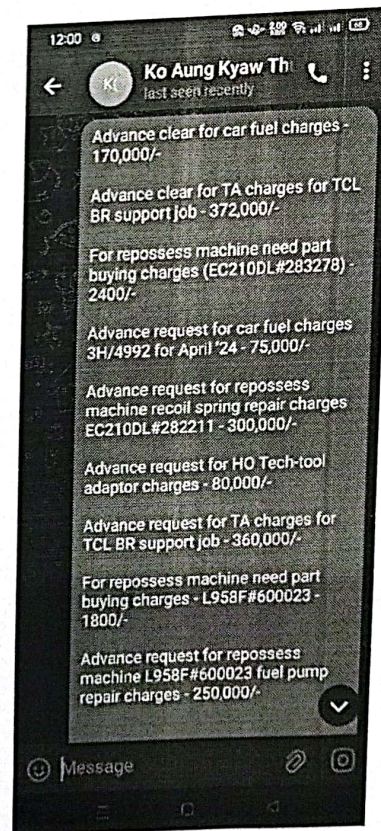 12:00
Ko Aung Kyaw Th
last seen recently
Advance clear for car fuel charges -
170,000/-
Advance clear for TA charges for TCL
BR support job - 372,000/-
For repossess machine need part
buying charges (EC210DL#283278) -
2400/-
Advance request for car fuel charges
3H/4992 for April '24 - 75,000/-
Advance request for repossess
machine recoil spring repair charges
EC210DL#282211 - 300,000/-
Advance request for HO Tech-tool
adaptor charges - 80,000/-
Advance request for TA charges for
TCL BR support job - 360,000/-
For repossess machine need part
buying charges - L958F#600023 -
1800/-
Advance request for repossess
machine L958F#600023 fuel pump
repair charges - 250,000/-
Message